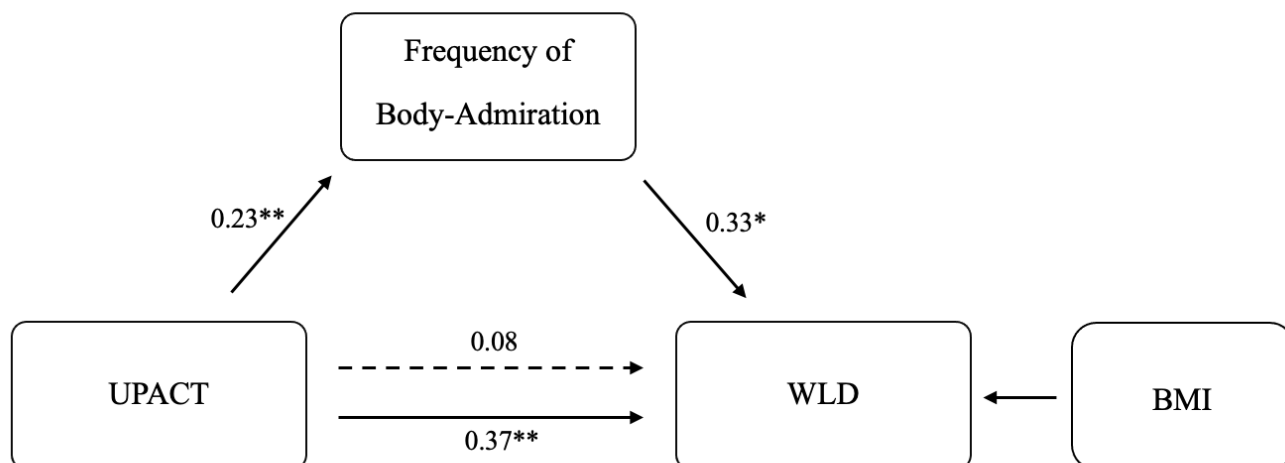 Frequency of
Body-Admiration
0.23**
0.33*
0.08
UPACT
WLD
BMI
0.37**